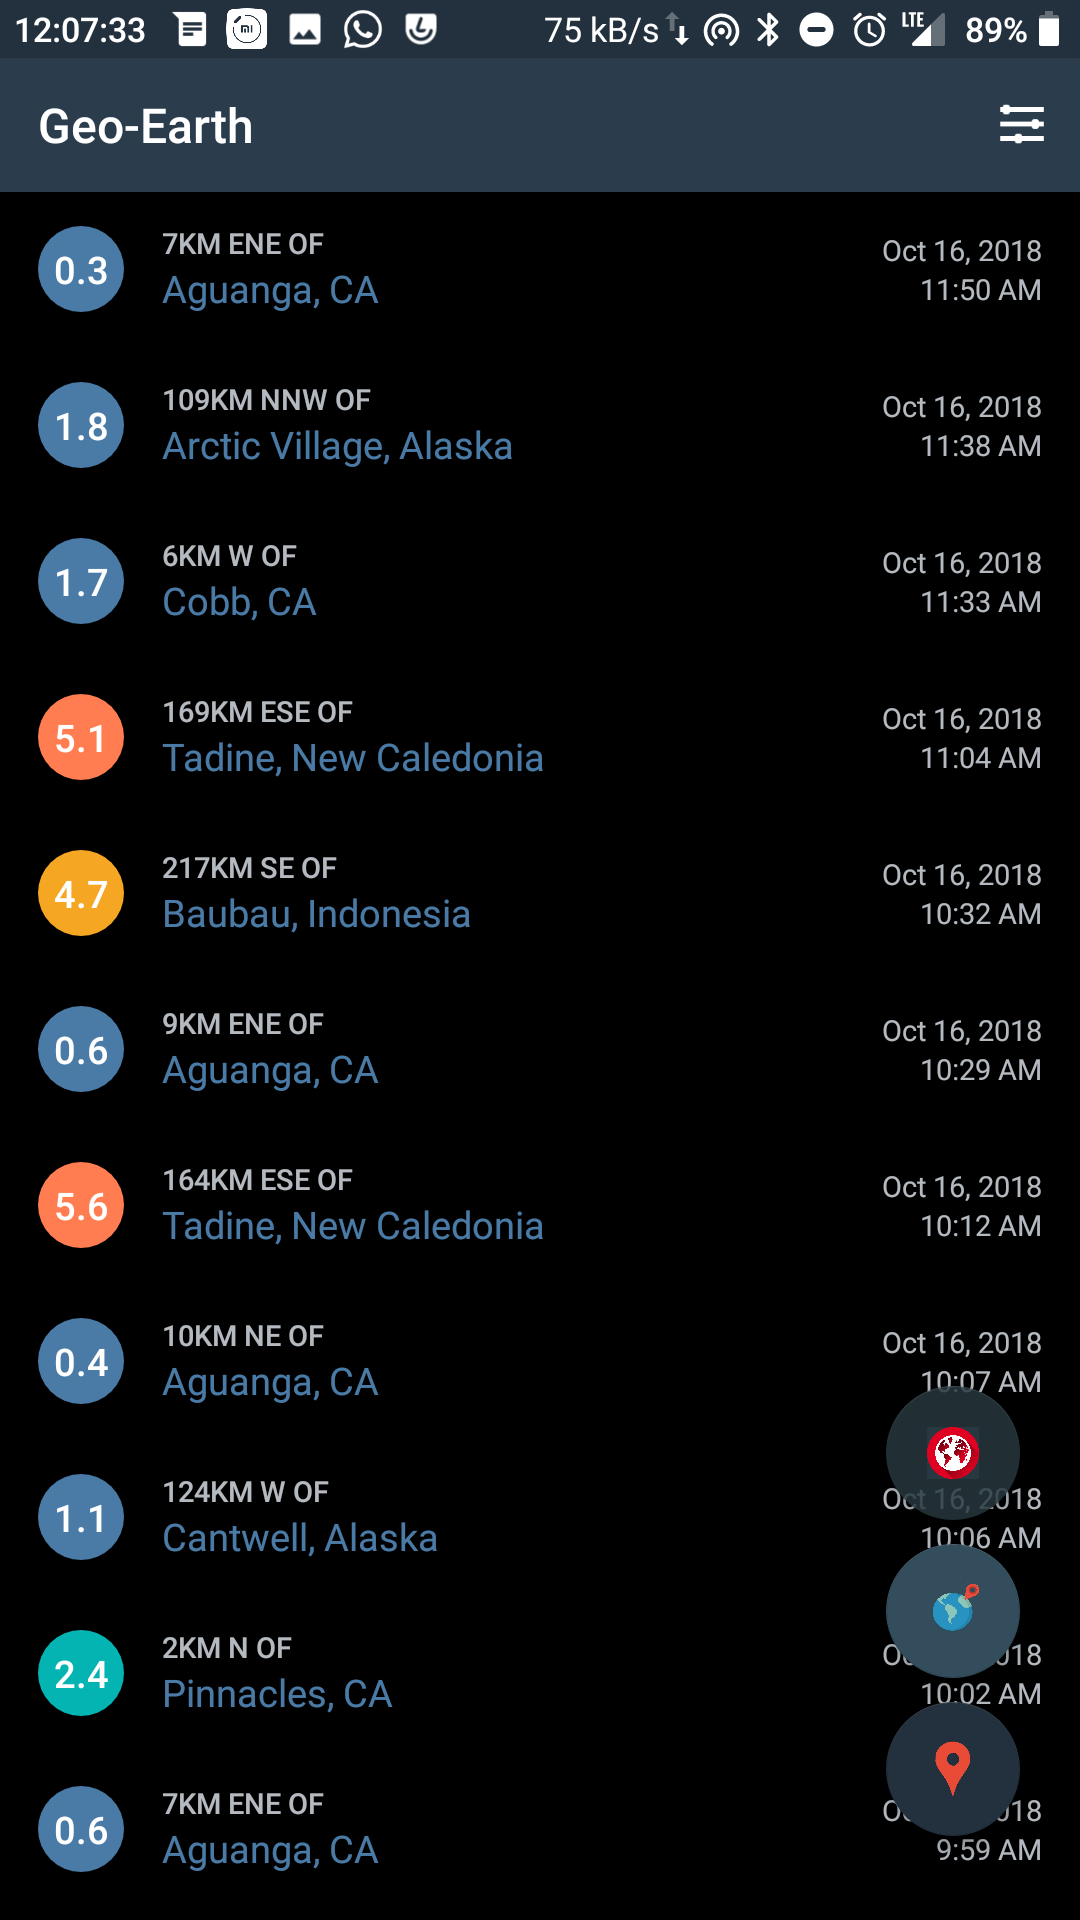 12:07:33 75 kB/s LTE 89%
Geo-Earth
0.3 7KM ENE OF
Aguanga, CA
Oct 16, 2018
11:50 AM
1.8 109KM NNW OF
Arctic Village, Alaska
Oct 16, 2018
11:38 AM
1.7 6KM W OF
Cobb, CA
Oct 16, 2018
11:33 AM
5.1 169KM ESE OF
Tadine, New Caledonia
Oct 16, 2018
11:04 AM
4.7 217KM SE OF
Baubau, Indonesia
Oct 16, 2018
10:32 AM
0.6 9KM ENE OF
Aguanga, CA
Oct 16, 2018
10:29 AM
5.6 164KM ESE OF
Tadine, New Caledonia
Oct 16, 2018
10:12 AM
0.4 10KM NE OF
Aguanga, CA
Oct 16, 2018
10:07 AM
1.1 124KM W OF
Cantwell, Alaska
Oct 16, 2018
10:06 AM
2.4 2KM N OF
Pinnacles, CA
10:02 AM
0.6 7KM ENE OF
Aguanga, CA
9:59 AM